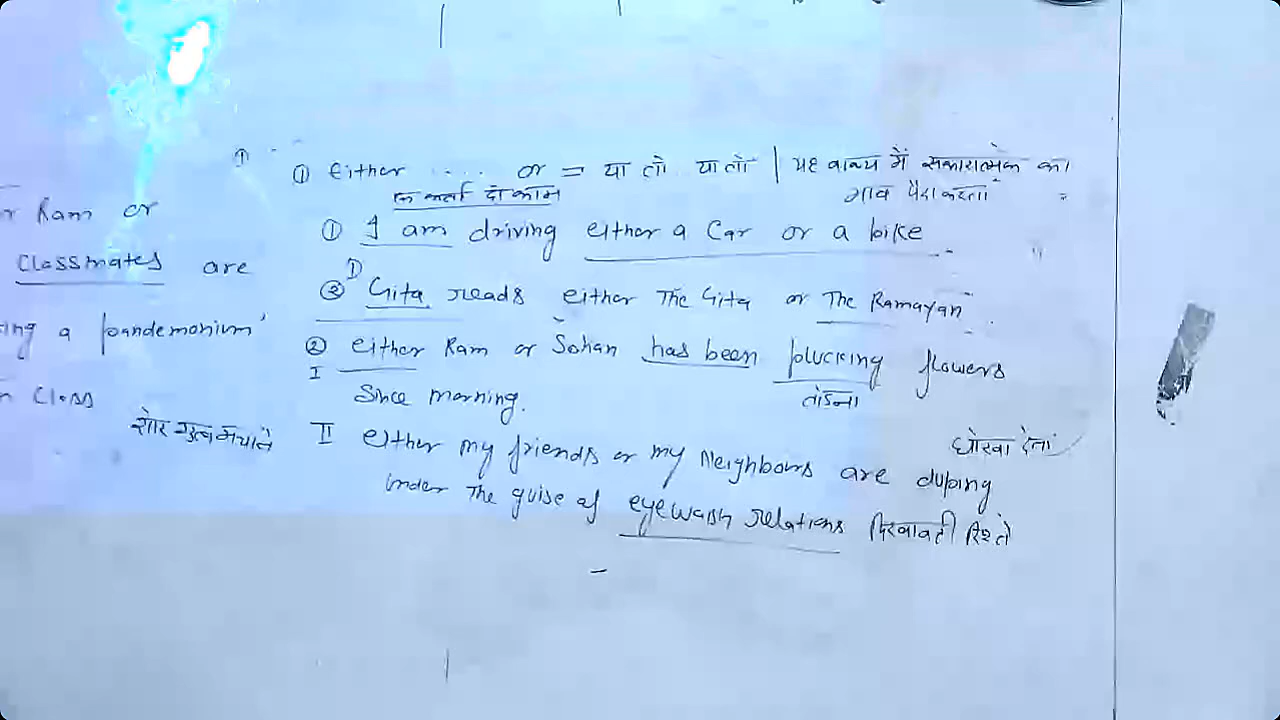 r Ram or
classmates are
ing a pandemonium'
n Class
① Either .... or = या तो या तो | यह वाक्य में सकारात्मक का
कर्ता दो काम
भाव पैदा करता
① I am driving either a Car or a bike
② Gita reads either The Gita or The Ramayan
② either Ram or Sohan has been plucking flowers
I
Since morning.
तोडना
II Either my friends or my Neighbours are duping
धोखा देना
under The guise of eyewash relations दिखावटी रिश्ते